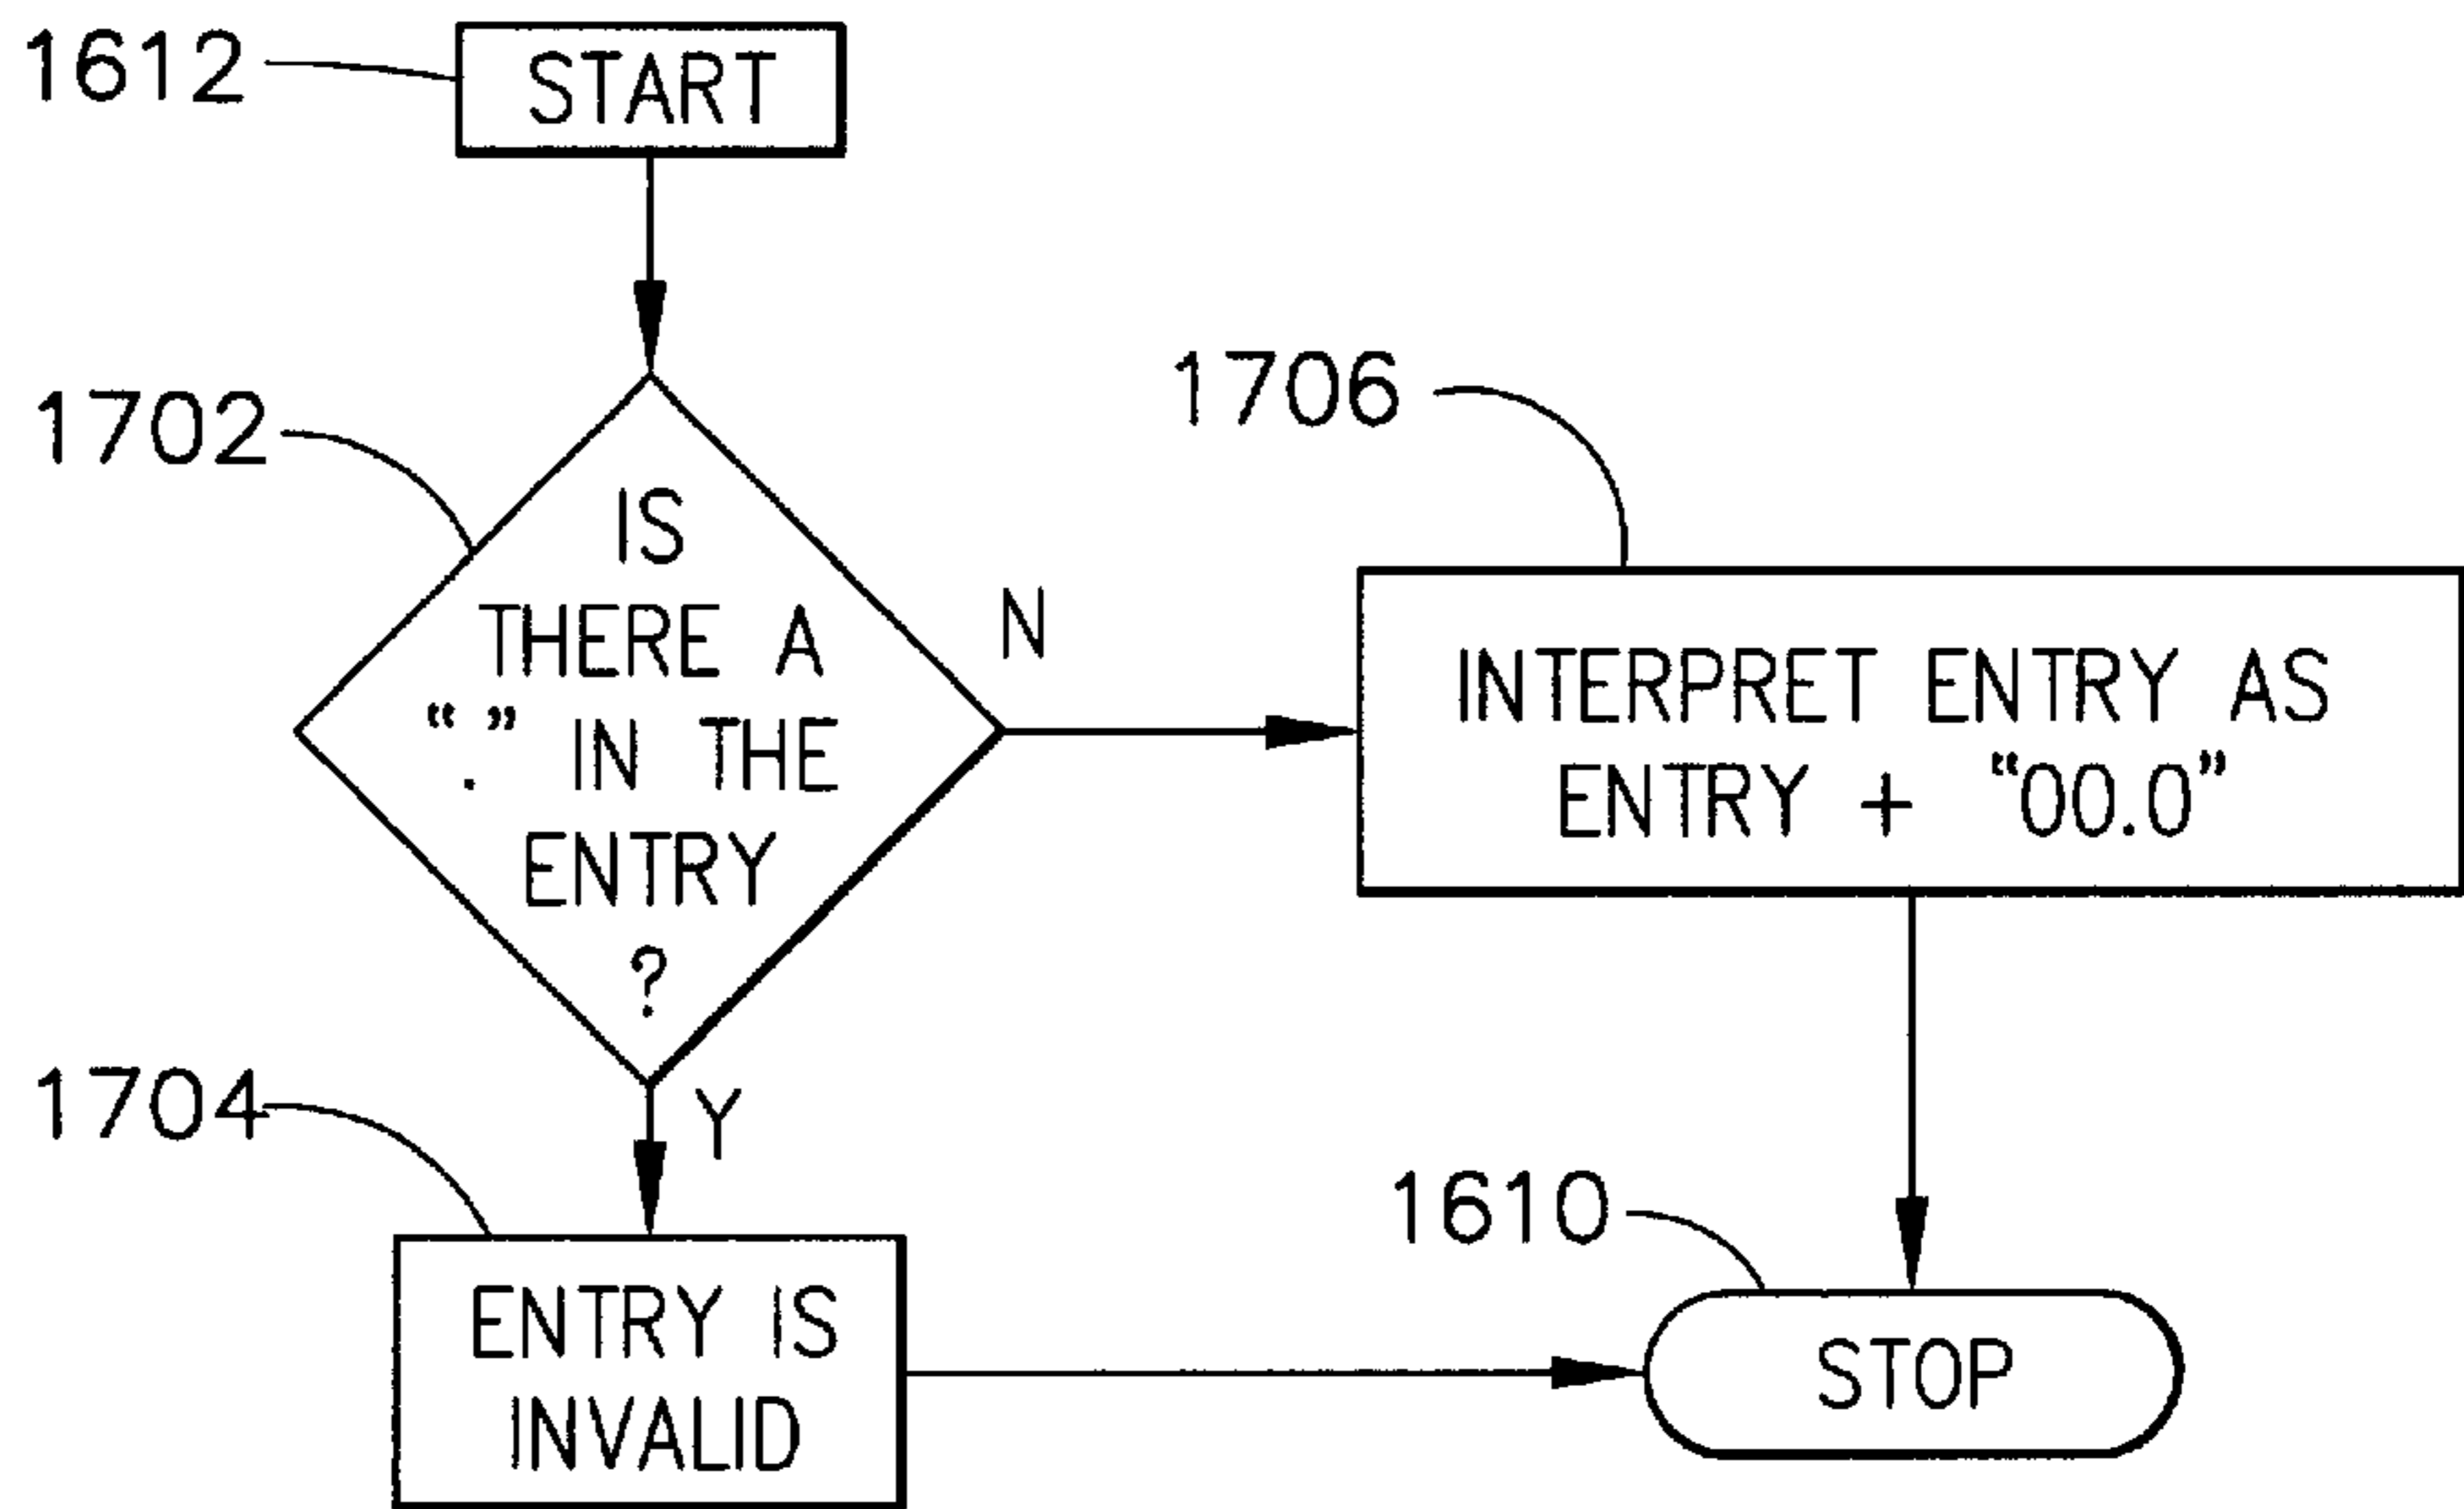 1612
START
1702
IS
THERE A
“.” IN THE
ENTRY
?
N
1706
INTERPRET ENTRY AS
ENTRY + “00.0”
Y
1704
ENTRY IS
INVALID
1610
STOP